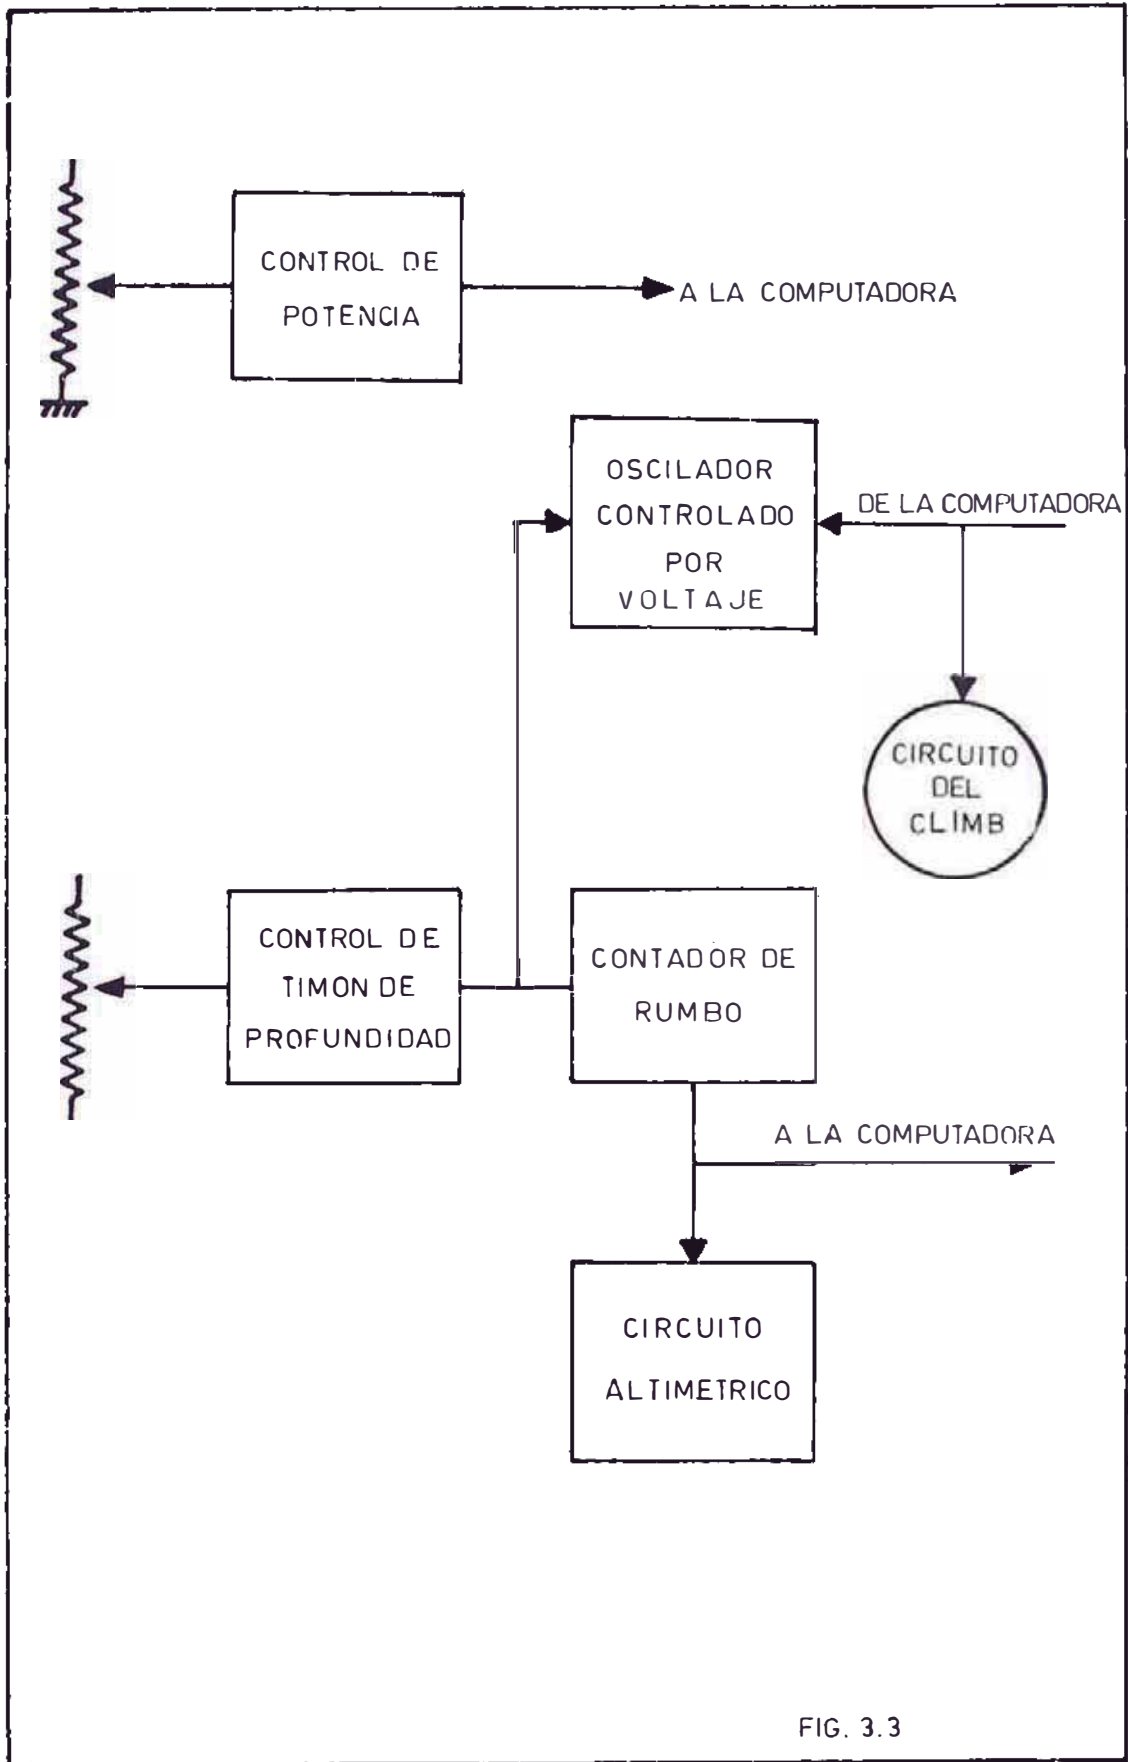 CONTROL DE
POTENCIA
A LA COMPUTADORA
OSCILADOR
CONTROLADO
POR
VOLTAJE
DE LA COMPUTADORA
CIRCUITO
DEL
CLIMB
CONTROL DE
TIMON DE
PROFUNDIDAD
CONTADOR DE
RUMBO
A LA COMPUTADORA
CIRCUITO
ALTIMETRICO
FIG. 3.3